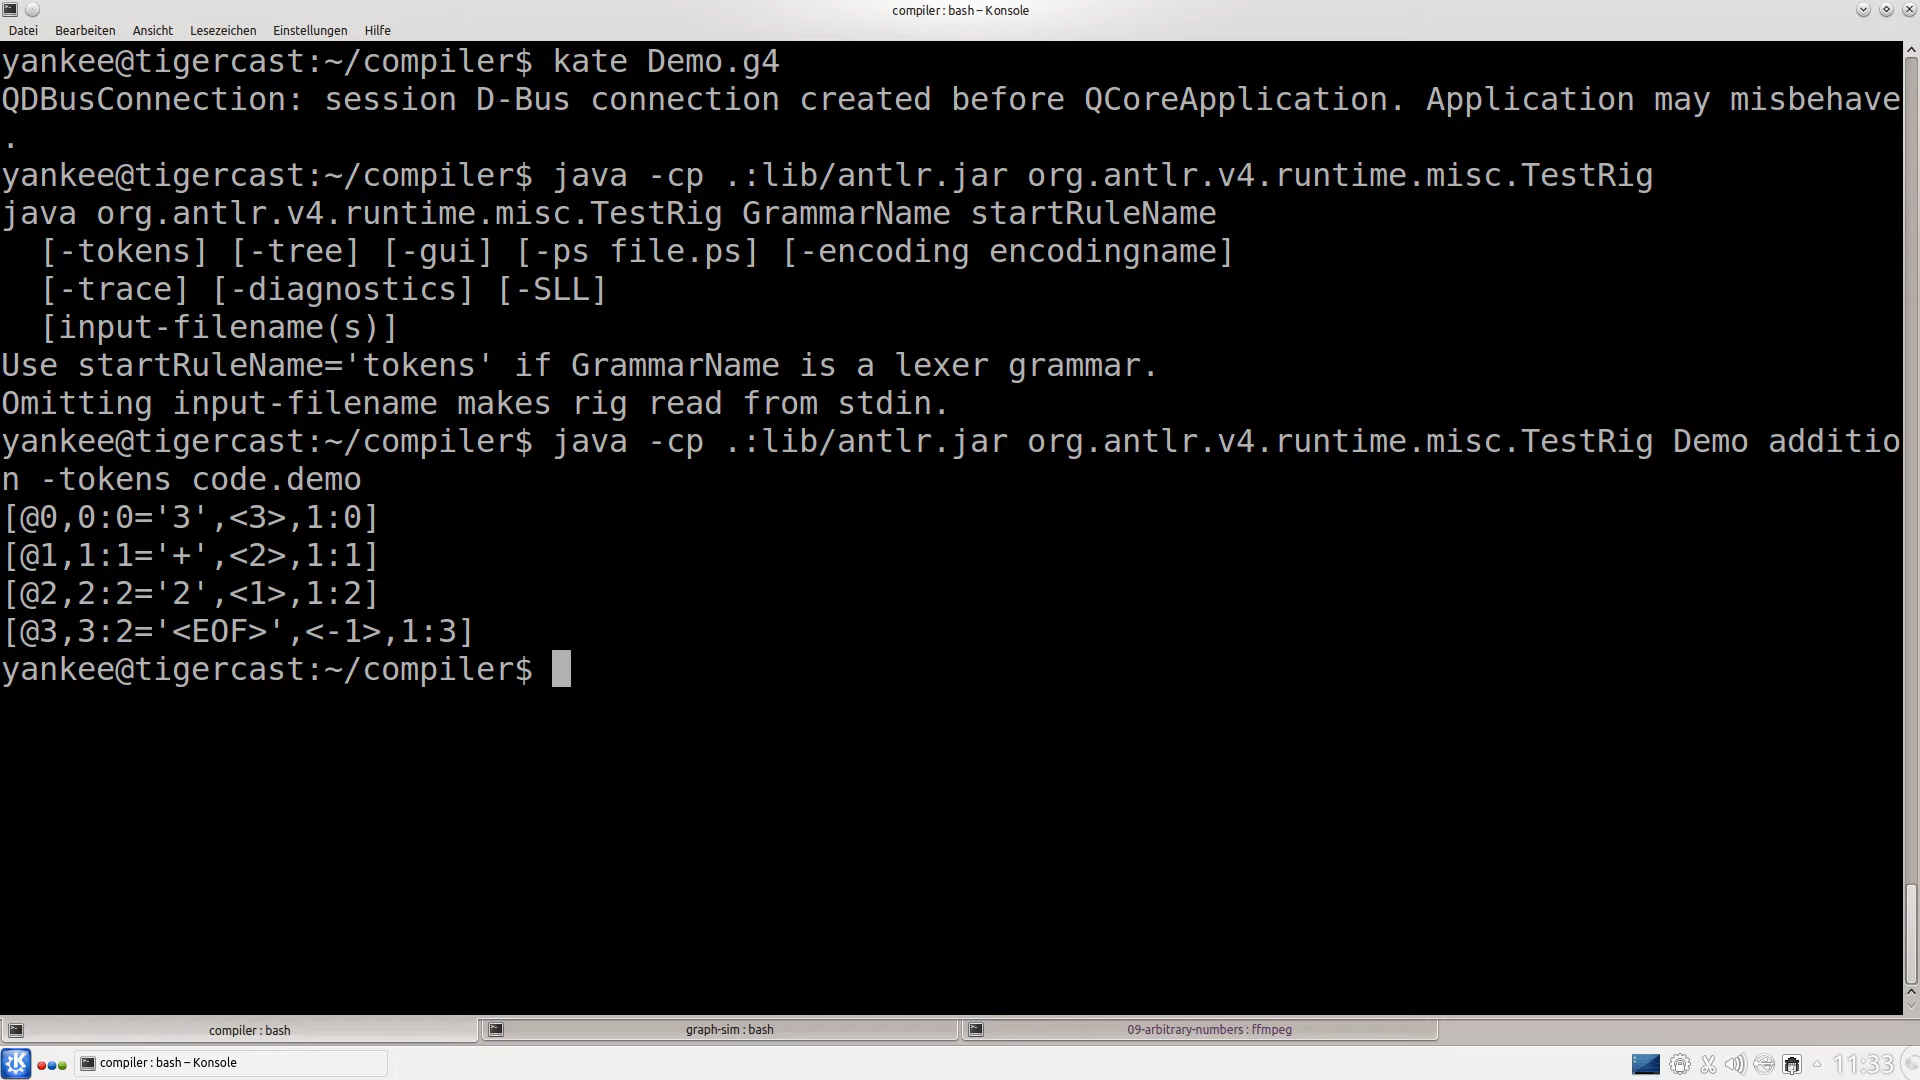 compiler : bash – Konsole
Datei Bearbeiten Ansicht Lesezeichen Einstellungen Hilfe
yankee@tigercast:~/compiler$ kate Demo.g4
QDBusConnection: session D-Bus connection created before QCoreApplication. Application may misbehave
.
yankee@tigercast:~/compiler$ java -cp .:lib/antlr.jar org.antlr.v4.runtime.misc.TestRig
java org.antlr.v4.runtime.misc.TestRig GrammarName startRuleName
  [-tokens] [-tree] [-gui] [-ps file.ps] [-encoding encodingname]
  [-trace] [-diagnostics] [-SLL]
  [input-filename(s)]
Use startRuleName='tokens' if GrammarName is a lexer grammar.
Omitting input-filename makes rig read from stdin.
yankee@tigercast:~/compiler$ java -cp .:lib/antlr.jar org.antlr.v4.runtime.misc.TestRig Demo additio
n -tokens code.demo
[@0,0:0='3',<3>,1:0]
[@1,1:1='+',<2>,1:1]
[@2,2:2='2',<1>,1:2]
[@3,3:2='<EOF>',<-1>,1:3]
yankee@tigercast:~/compiler$
compiler : bash graph-sim : bash 09-arbitrary-numbers : ffmpeg
compiler : bash – Konsole 11:33